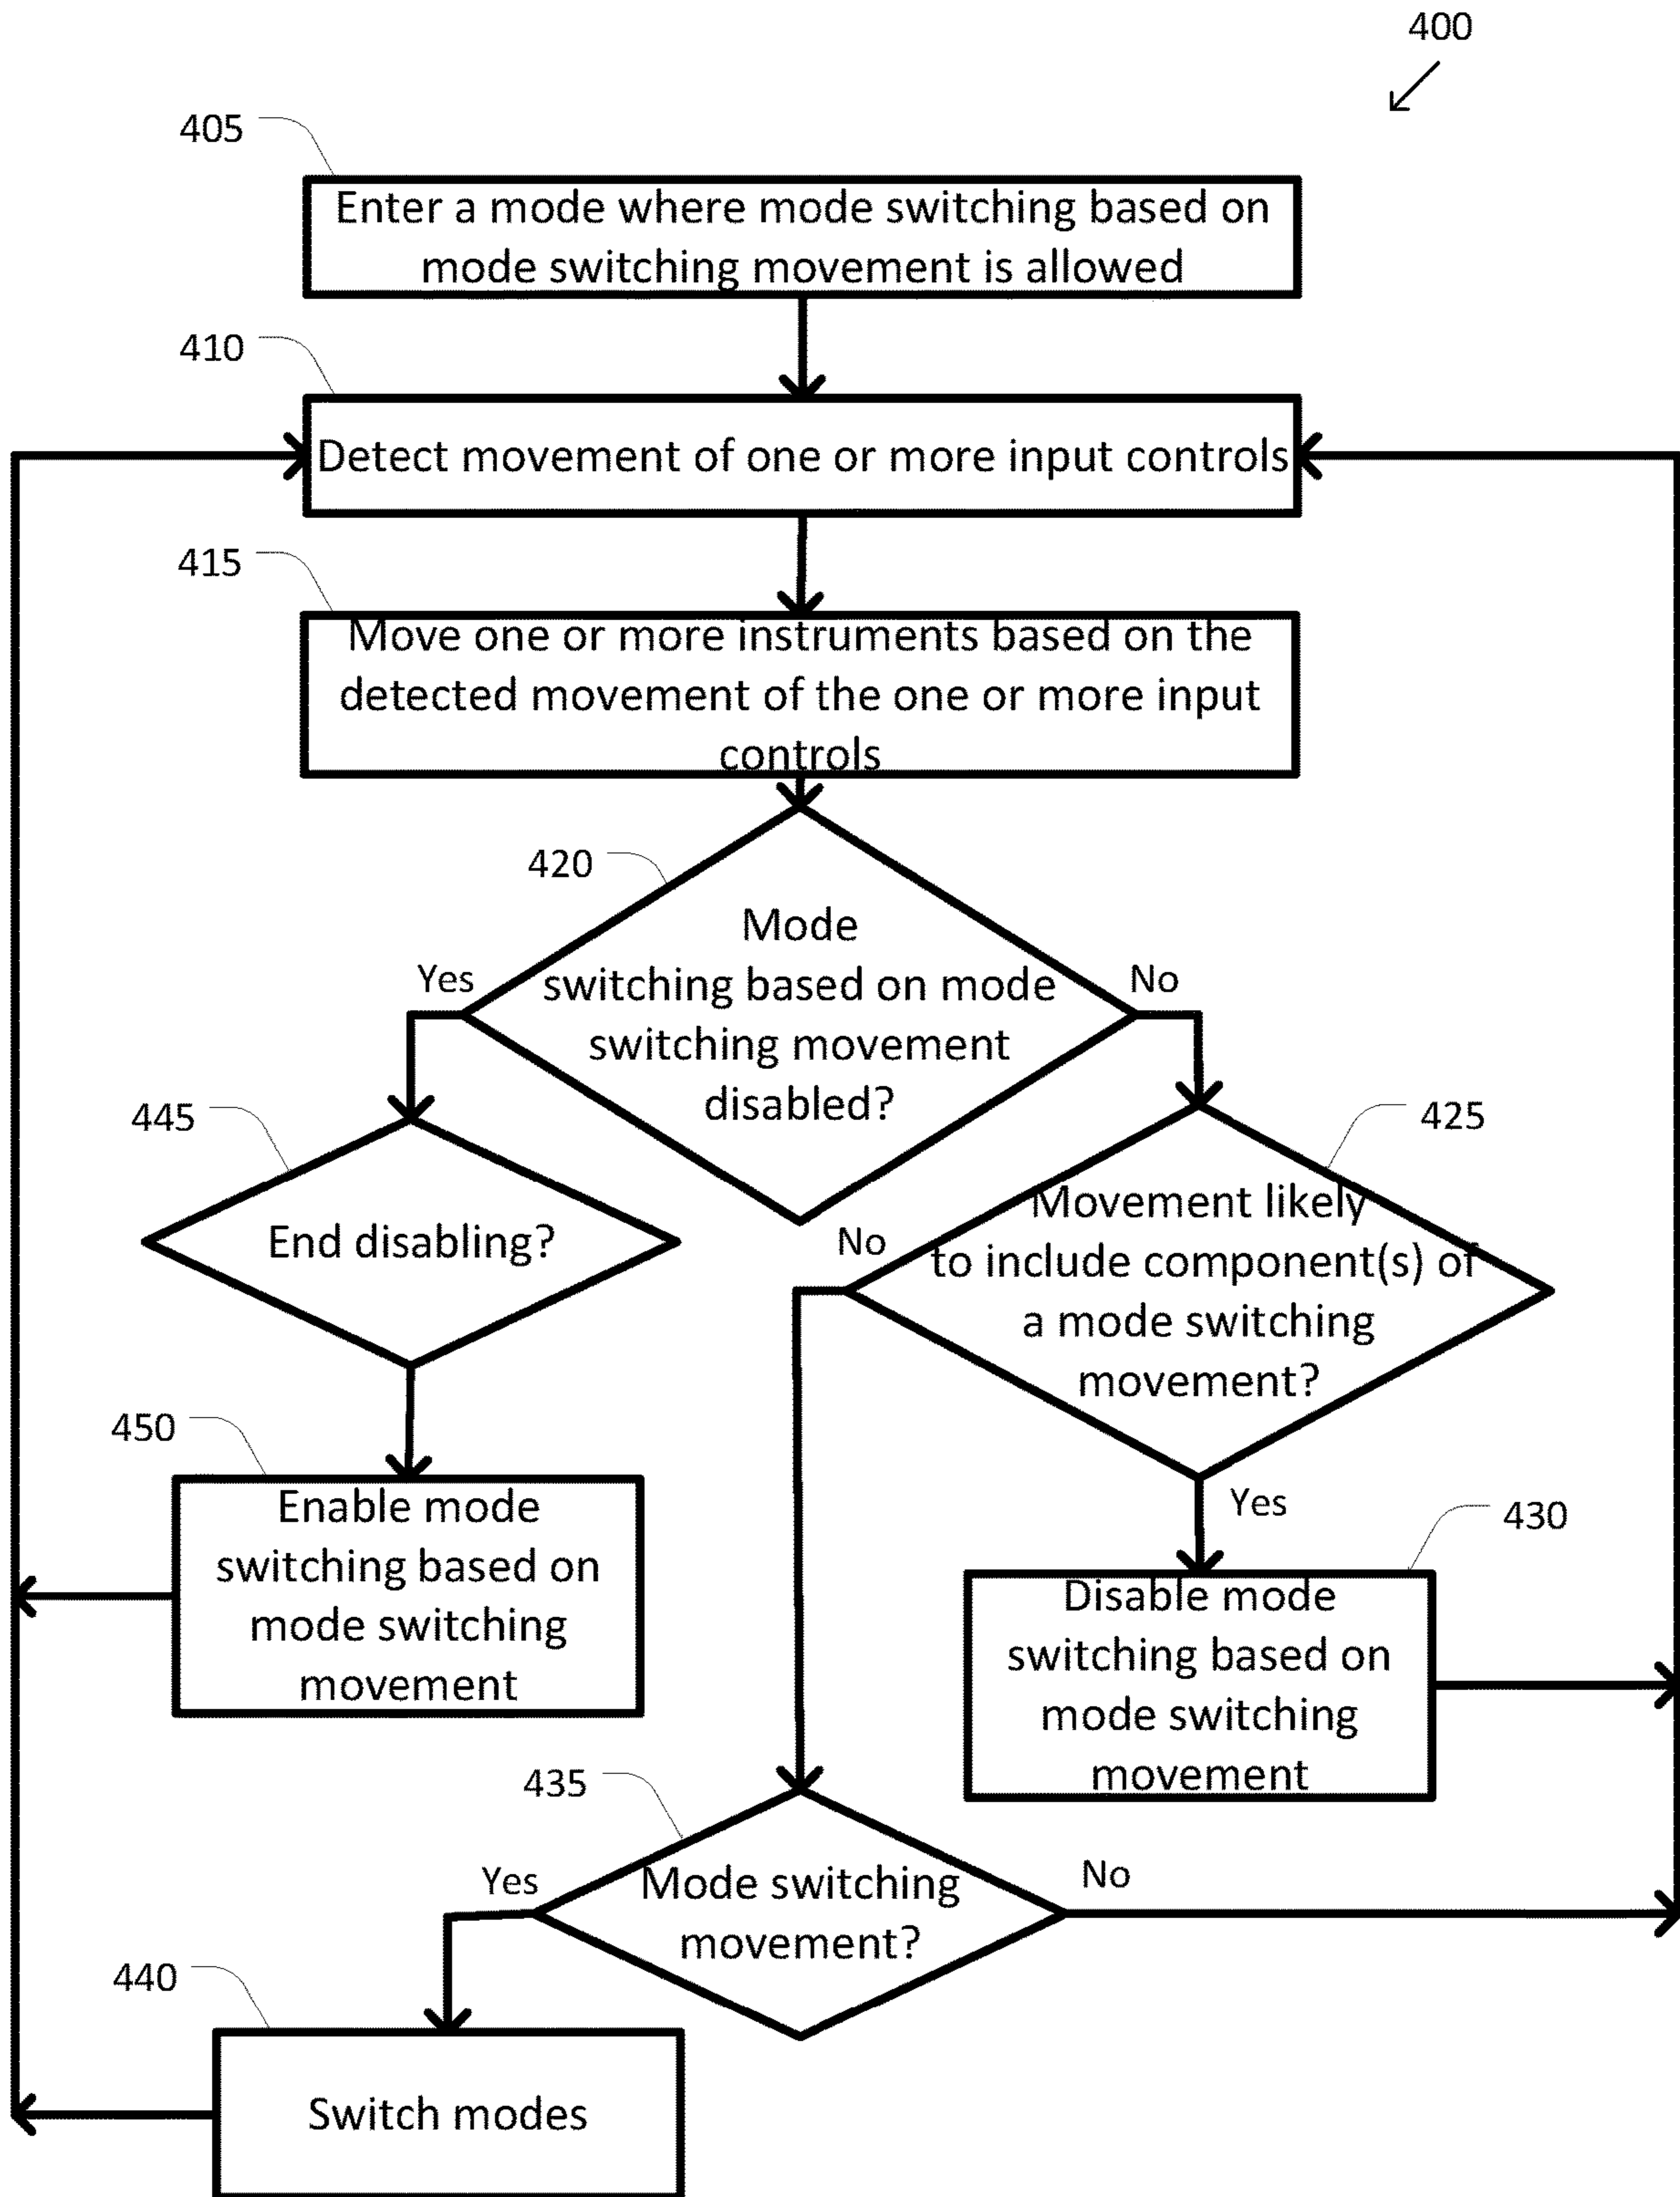 400
405
Enter a mode where mode switching based on
mode switching movement is allowed
410
Detect movement of one or more input controls
415
Move one or more instruments based on the
detected movement of the one or more input
controls
420
Mode
switching based on mode
switching movement
disabled?
Yes
No
445
End disabling?
425
Movement likely
to include component(s) of
a mode switching
movement?
No
Yes
450
Enable mode
switching based on
mode switching
movement
430
Disable mode
switching based on
mode switching
movement
435
Mode switching
movement?
Yes
No
440
Switch modes